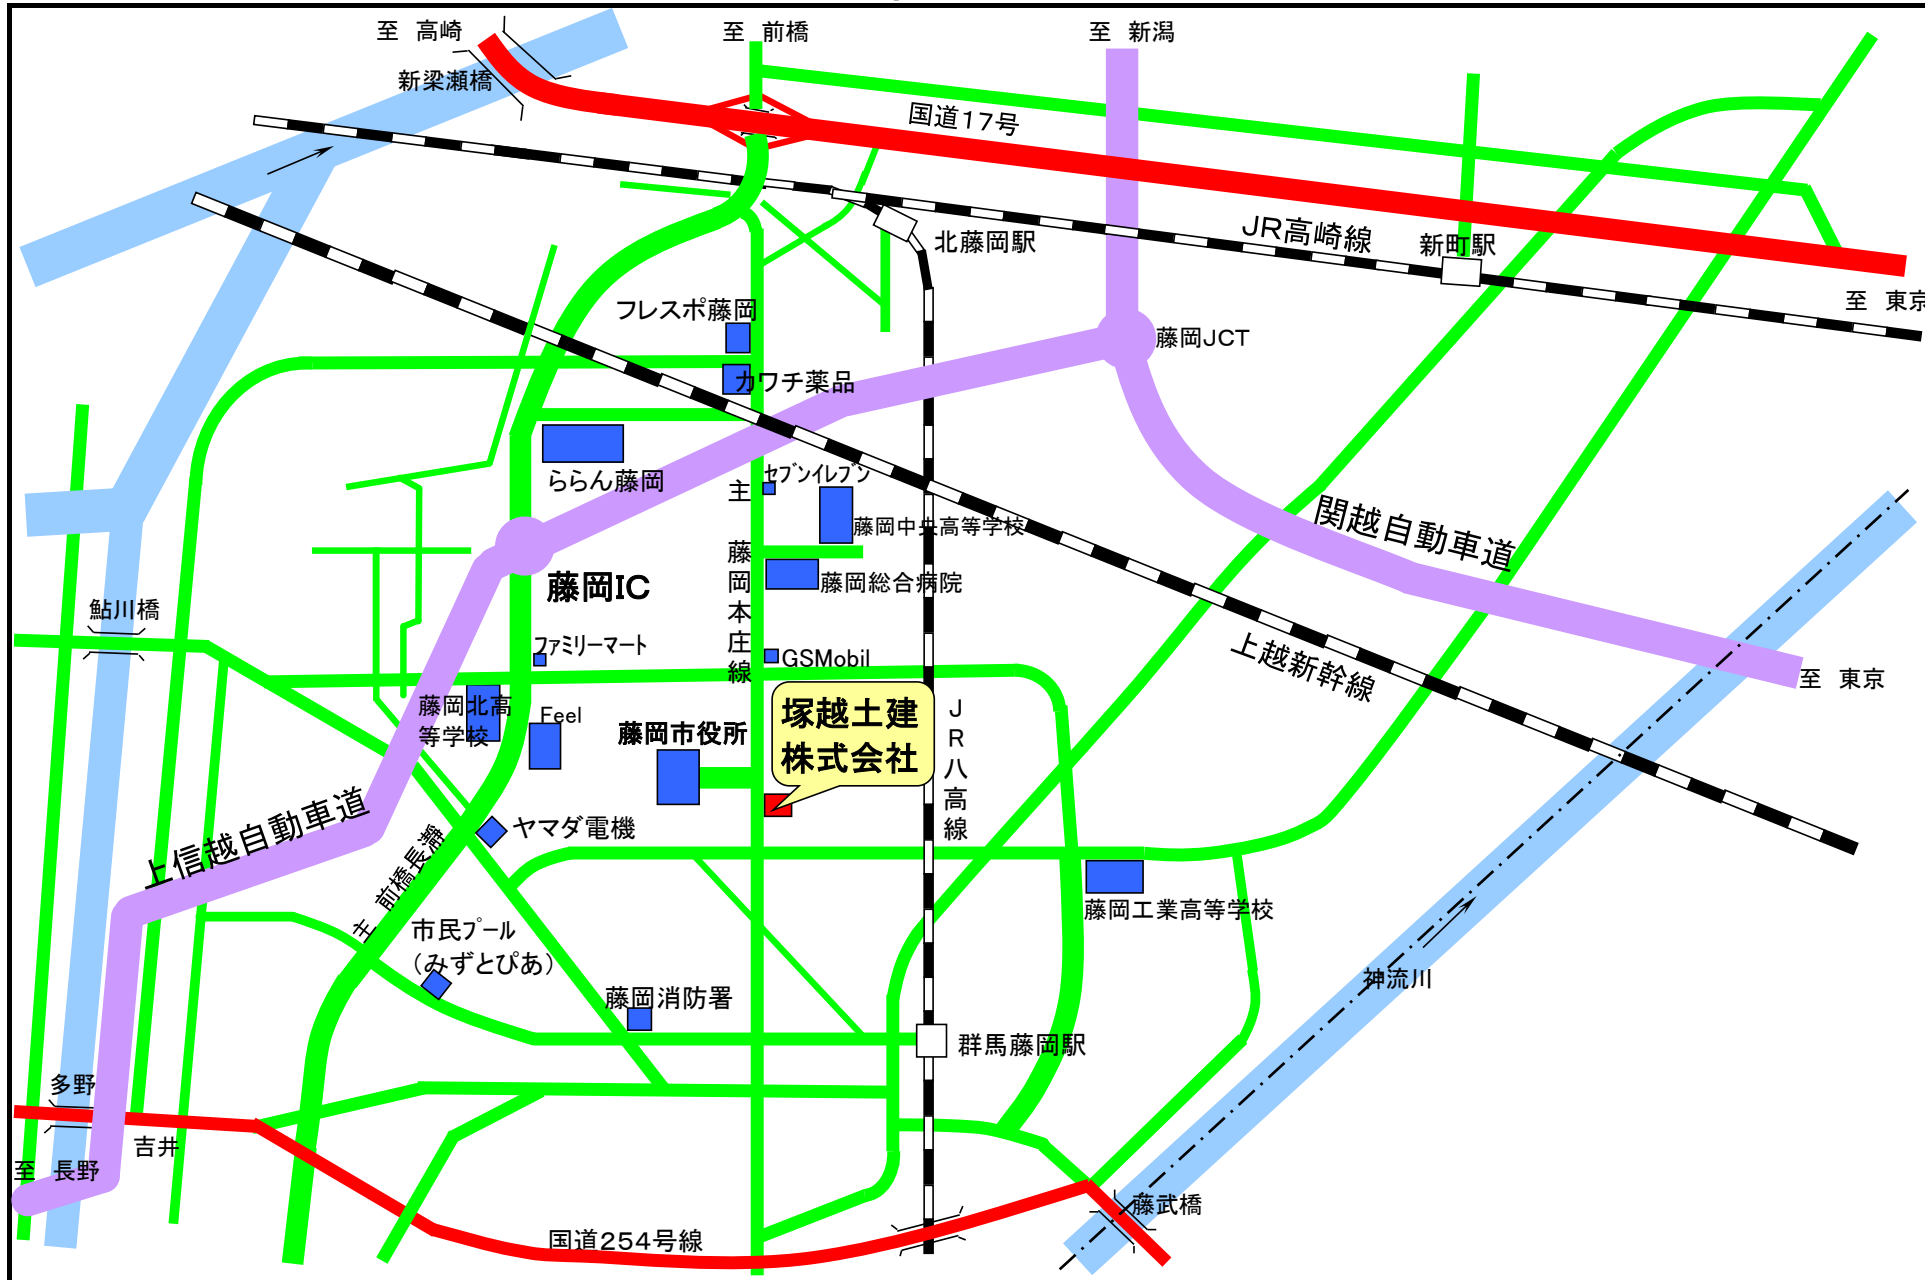 至 高崎
至 前橋
至 新潟
新梁瀬橋
国道17号
JR高崎線
北藤岡駅
新町駅
至 東京
フレスポ藤岡
藤岡JCT
カワチ薬品
ららん藤岡
セブンイレブン
主 藤岡本庄線
藤岡中央高等学校
関越自動車道
藤岡IC
藤岡総合病院
鮎川橋
ファミリーマート
GSMobil
上越新幹線
至 東京
藤岡北高
等学校
Feel
藤岡市役所
塚越土建
株式会社
JR八高線
上信越自動車道
ヤマダ電機
主 前橋長瀞
市民プール
(みずとぴあ)
藤岡工業高等学校
神流川
藤岡消防署
群馬藤岡駅
多野
吉井
至 長野
藤武橋
国道254号線